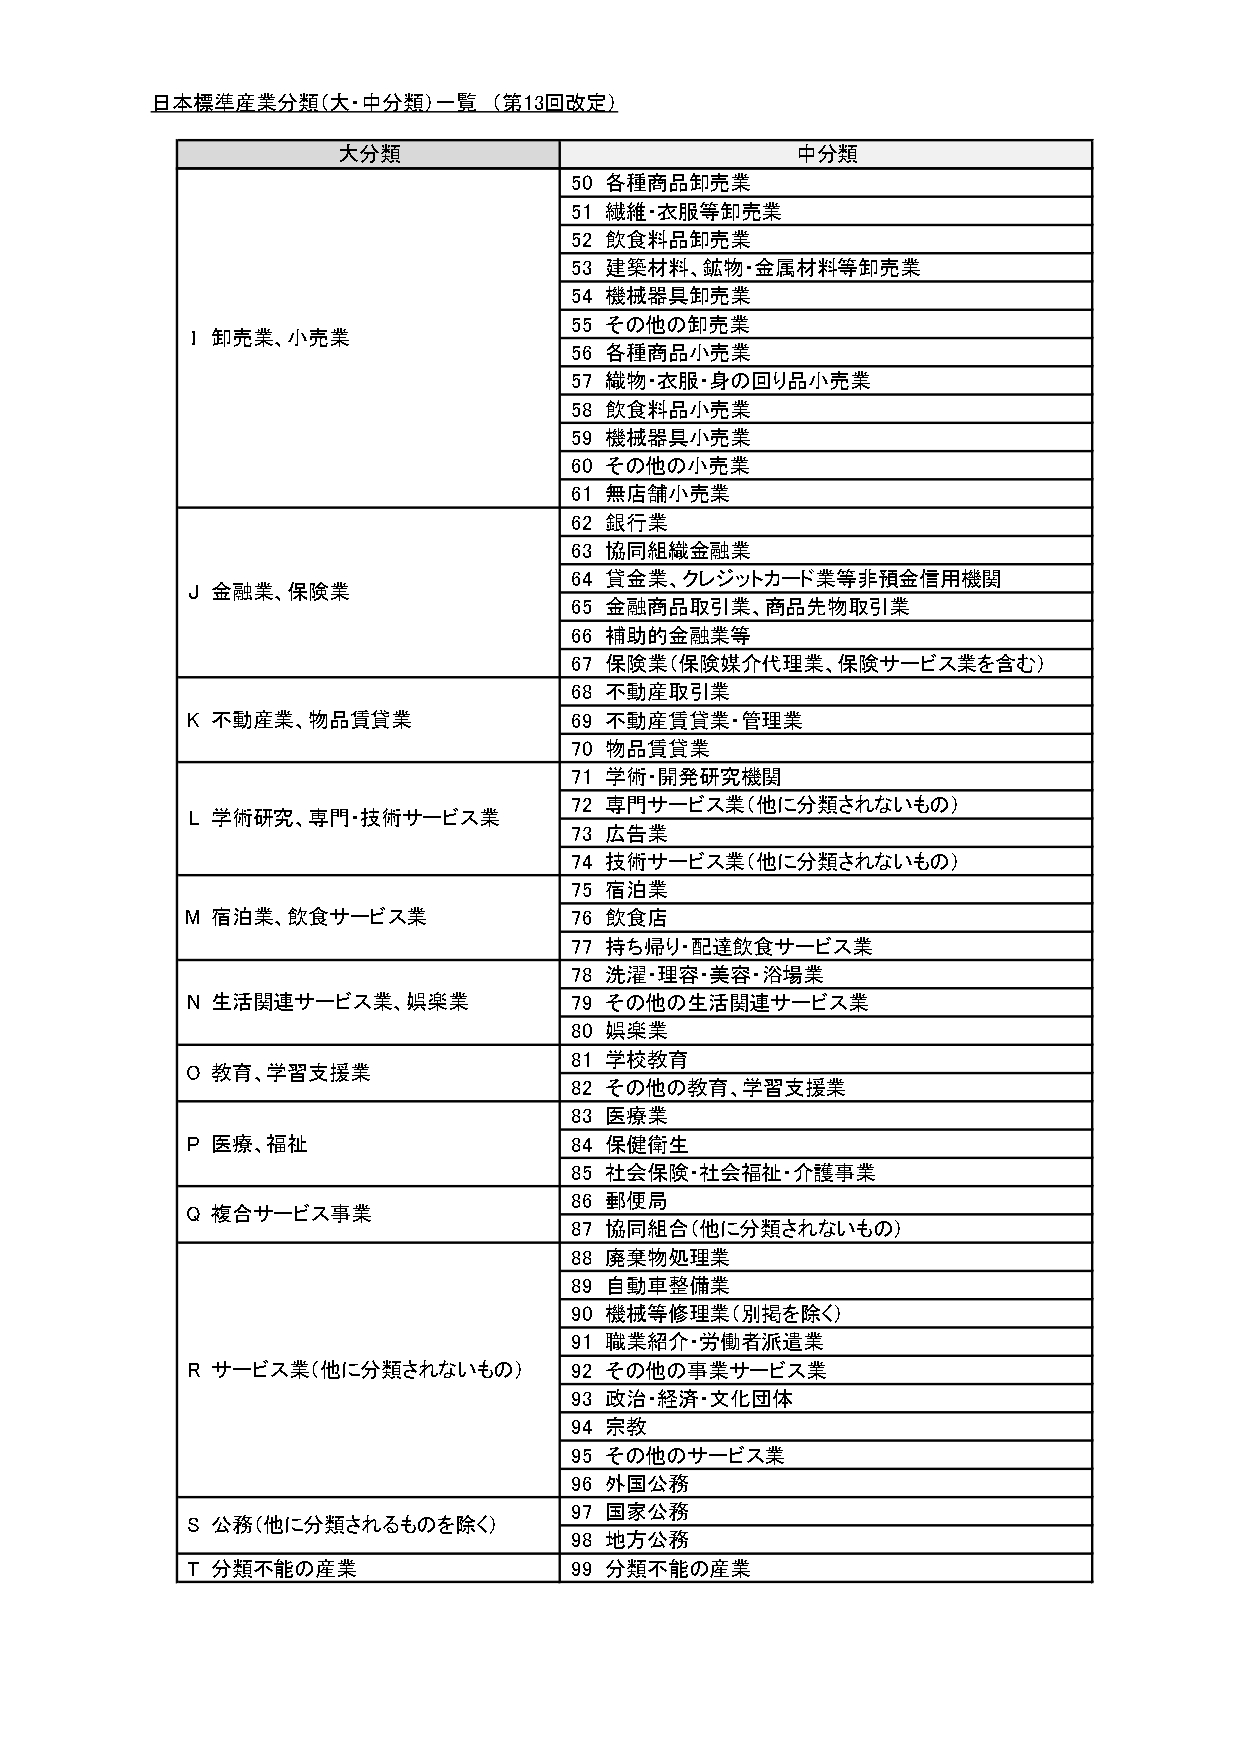 日本標準産業分類(大・中分類)一覧 (第13回改定)
大分類 中分類
I 卸売業、小売業
50 各種商品卸売業
51 繊維・衣服等卸売業
52 飲食料品卸売業
53 建築材料、鉱物・金属材料等卸売業
54 機械器具卸売業
55 その他の卸売業
56 各種商品小売業
57 織物・衣服・身の回り品小売業
58 飲食料品小売業
59 機械器具小売業
60 その他の小売業
61 無店舗小売業
J 金融業、保険業
62 銀行業
63 協同組織金融業
64 貸金業、クレジットカード業等非預金信用機関
65 金融商品取引業、商品先物取引業
66 補助的金融業等
67 保険業(保険媒介代理業、保険サービス業を含む)
K 不動産業、物品賃貸業
68 不動産取引業
69 不動産賃貸業・管理業
70 物品賃貸業
L 学術研究、専門・技術サービス業
71 学術・開発研究機関
72 専門サービス業(他に分類されないもの)
73 広告業
74 技術サービス業(他に分類されないもの)
M 宿泊業、飲食サービス業
75 宿泊業
76 飲食店
77 持ち帰り・配達飲食サービス業
N 生活関連サービス業、娯楽業
78 洗濯・理容・美容・浴場業
79 その他の生活関連サービス業
80 娯楽業
O 教育、学習支援業
81 学校教育
82 その他の教育、学習支援業
P 医療、福祉
83 医療業
84 保健衛生
85 社会保険・社会福祉・介護事業
Q 複合サービス事業
86 郵便局
87 協同組合(他に分類されないもの)
R サービス業(他に分類されないもの)
88 廃棄物処理業
89 自動車整備業
90 機械等修理業(別掲を除く)
91 職業紹介・労働者派遣業
92 その他の事業サービス業
93 政治・経済・文化団体
94 宗教
95 その他のサービス業
96 外国公務
S 公務(他に分類されるものを除く)
97 国家公務
98 地方公務
T 分類不能の産業
99 分類不能の産業